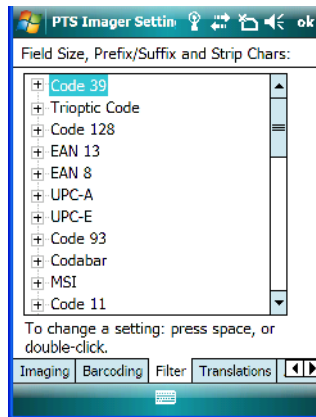 PTS Imager Settin ok
Field Size, Prefix/Suffix and Strip Chars:
Code 39
Trioptic Code
Code 128
EAN 13
EAN 8
UPC-A
UPC-E
Code 93
Codabar
MSI
Code 11
To change a setting: press space, or
double-click.
Imaging Barcoding Filter Translations